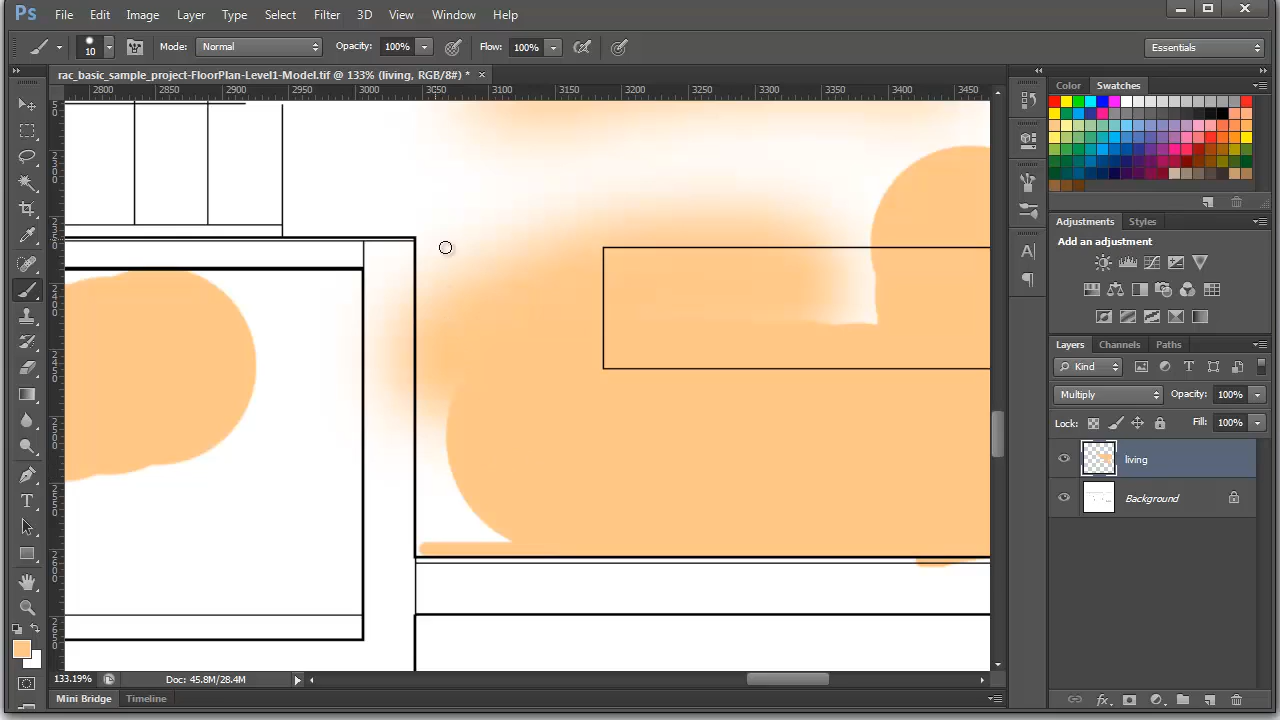 Ps File Edit Image Layer Type Select Filter 3D View Window Help
10 Mode: Normal Opacity: 100% Flow: 100% Essentials
rac_basic_sample_project-FloorPlan-Level1-Model.tif @ 133% (living, RGB/8#) *
Color Swatches
2800 2850 2900 2950 3000 3050 3100 3150 3200 3250 3300 3350 3400 3450
Adjustments Styles
Add an adjustment
Layers Channels Paths
Kind
Multiply Opacity: 100%
Lock: Fill: 100%
living
Background
133.19% Doc: 45.8M/28.4M
Mini Bridge Timeline